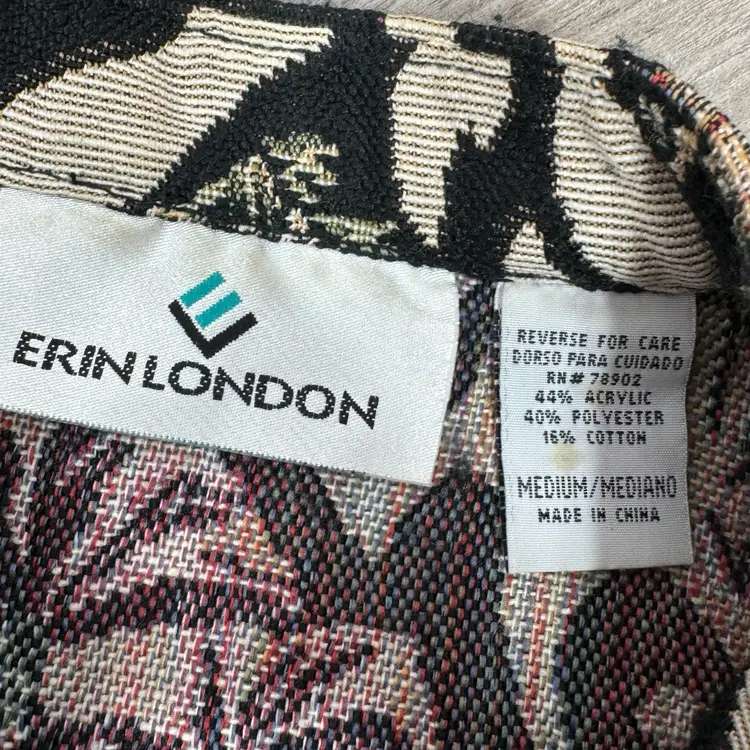 ERIN LONDON
REVERSE FOR CARE
DORSO PARA CUIDADO
RN# 78902
44% ACRYLIC
40% POLYESTER
16% COTTON
MEDIUM/MEDIANO
MADE IN CHINA